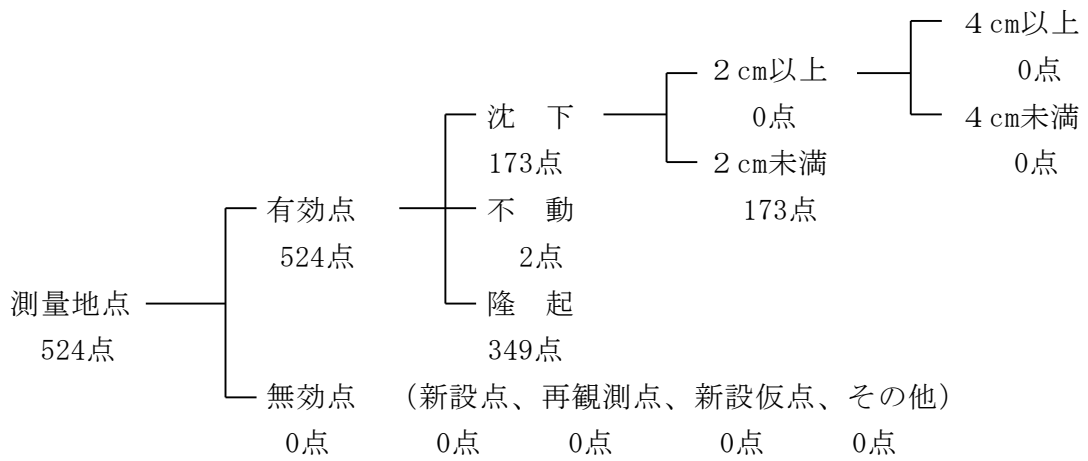 ４cm以上
２cm以上
0点
沈　下
0点
４cm未満
173点
２cm未満
0点
有効点
不　動
173点
524点
2点
測量地点
隆　起
524点
349点
無効点　（新設点、再観測点、新設仮点、その他）
0点　0点　0点　0点　0点